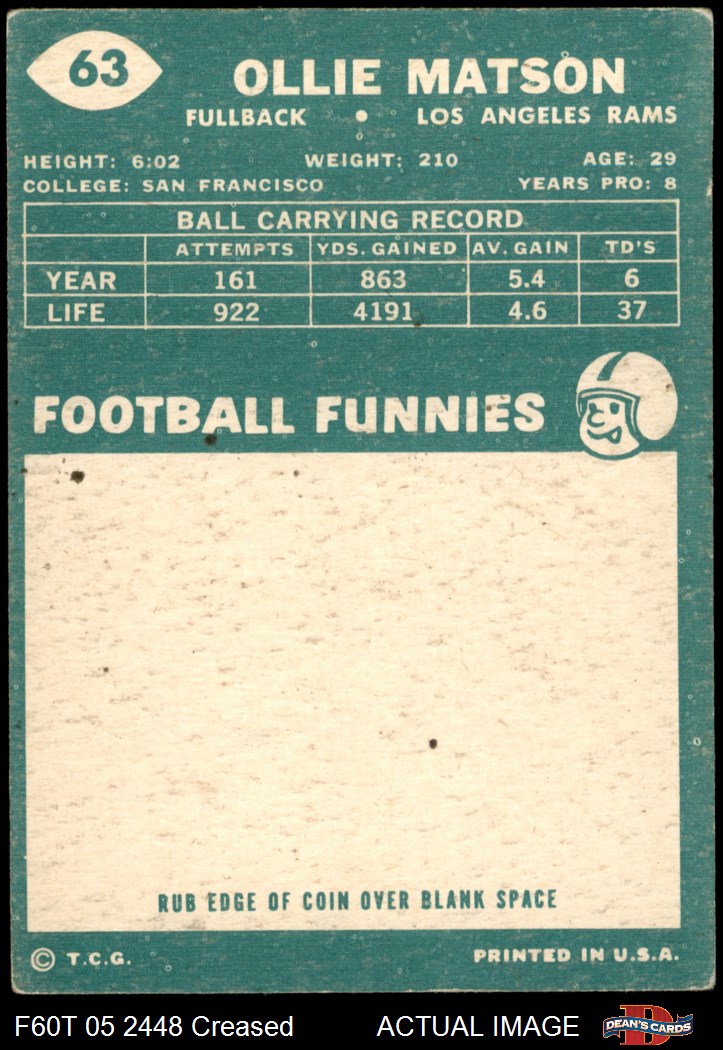 63
OLLIE MATSON
FULLBACK • LOS ANGELES RAMS
HEIGHT: 6:02 WEIGHT: 210 AGE: 29
COLLEGE: SAN FRANCISCO YEARS PRO: 8
BALL CARRYING RECORD
ATTEMPTS YDS. GAINED AV. GAIN TD'S
YEAR 161 863 5.4 6
LIFE 922 4191 4.6 37
FOOTBALL FUNNIES
RUB EDGE OF COIN OVER BLANK SPACE
© T.C.G. PRINTED IN U.S.A.
F60T 05 2448 Creased ACTUAL IMAGE DEAN'S CARDS